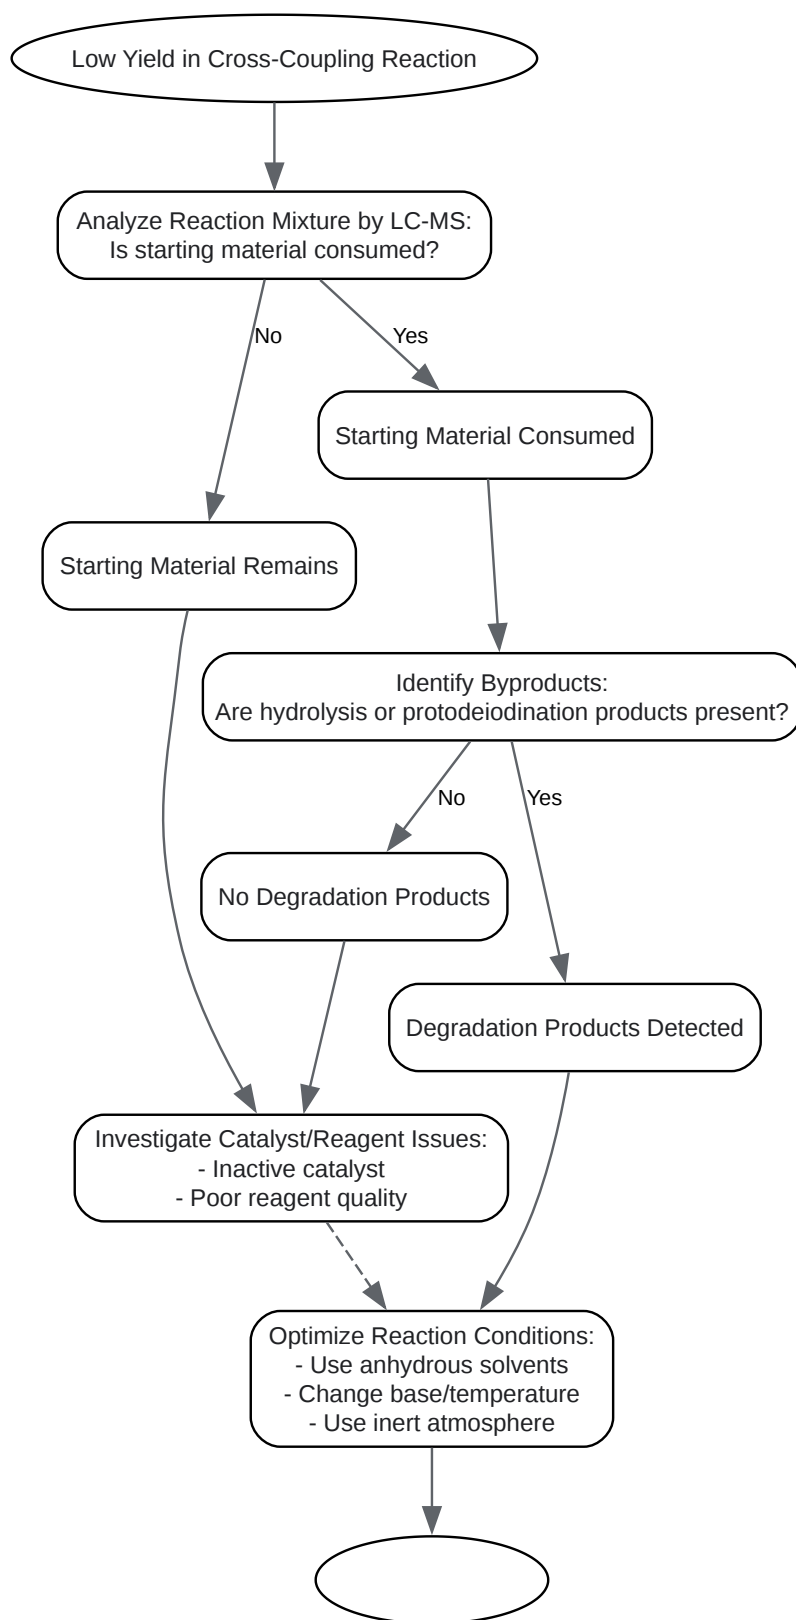 Low Yield in Cross-Coupling Reaction
Analyze Reaction Mixture by LC-MS:
Is starting material consumed?
No
Yes
Starting Material Consumed
Starting Material Remains
Identify Byproducts:
Are hydrolysis or protodeiodination products present?
No
Yes
No Degradation Products
Degradation Products Detected
Investigate Catalyst/Reagent Issues:
- Inactive catalyst
- Poor reagent quality
Optimize Reaction Conditions:
- Use anhydrous solvents
- Change base/temperature
- Use inert atmosphere